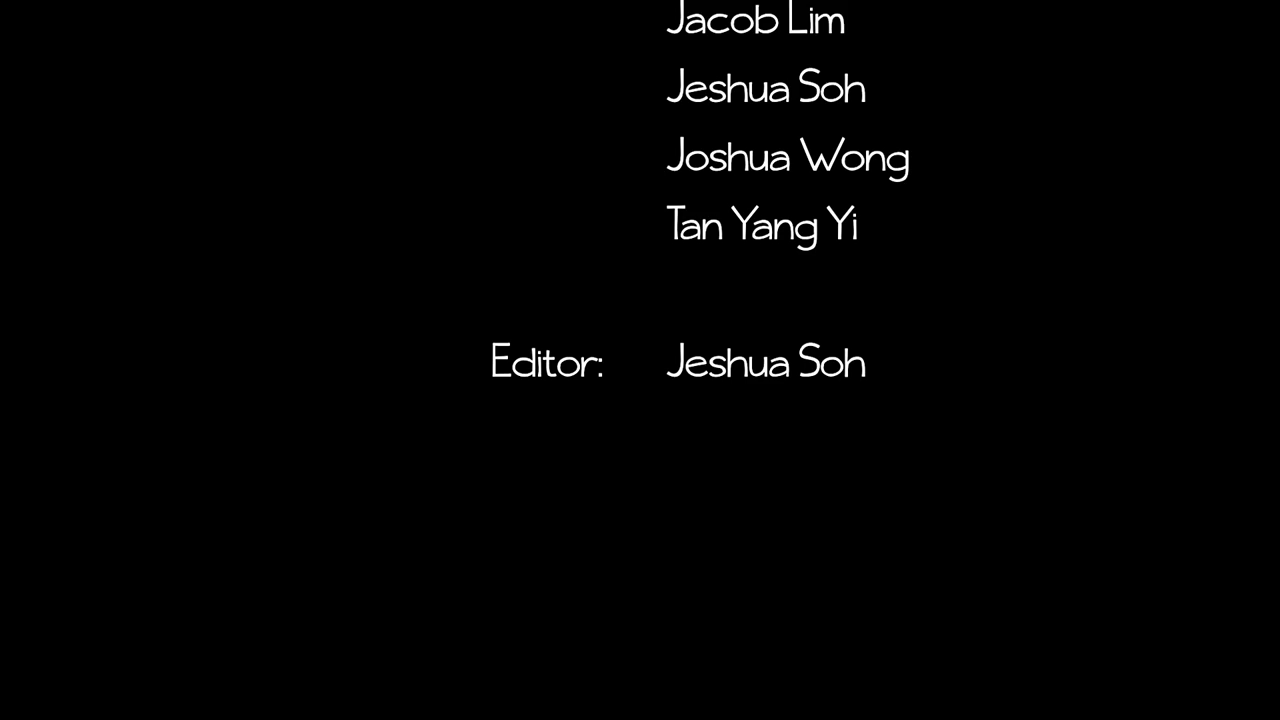 Jacob Lim
Jeshua Soh
Joshua Wong
Tan Yang Yi
Editor: Jeshua Soh